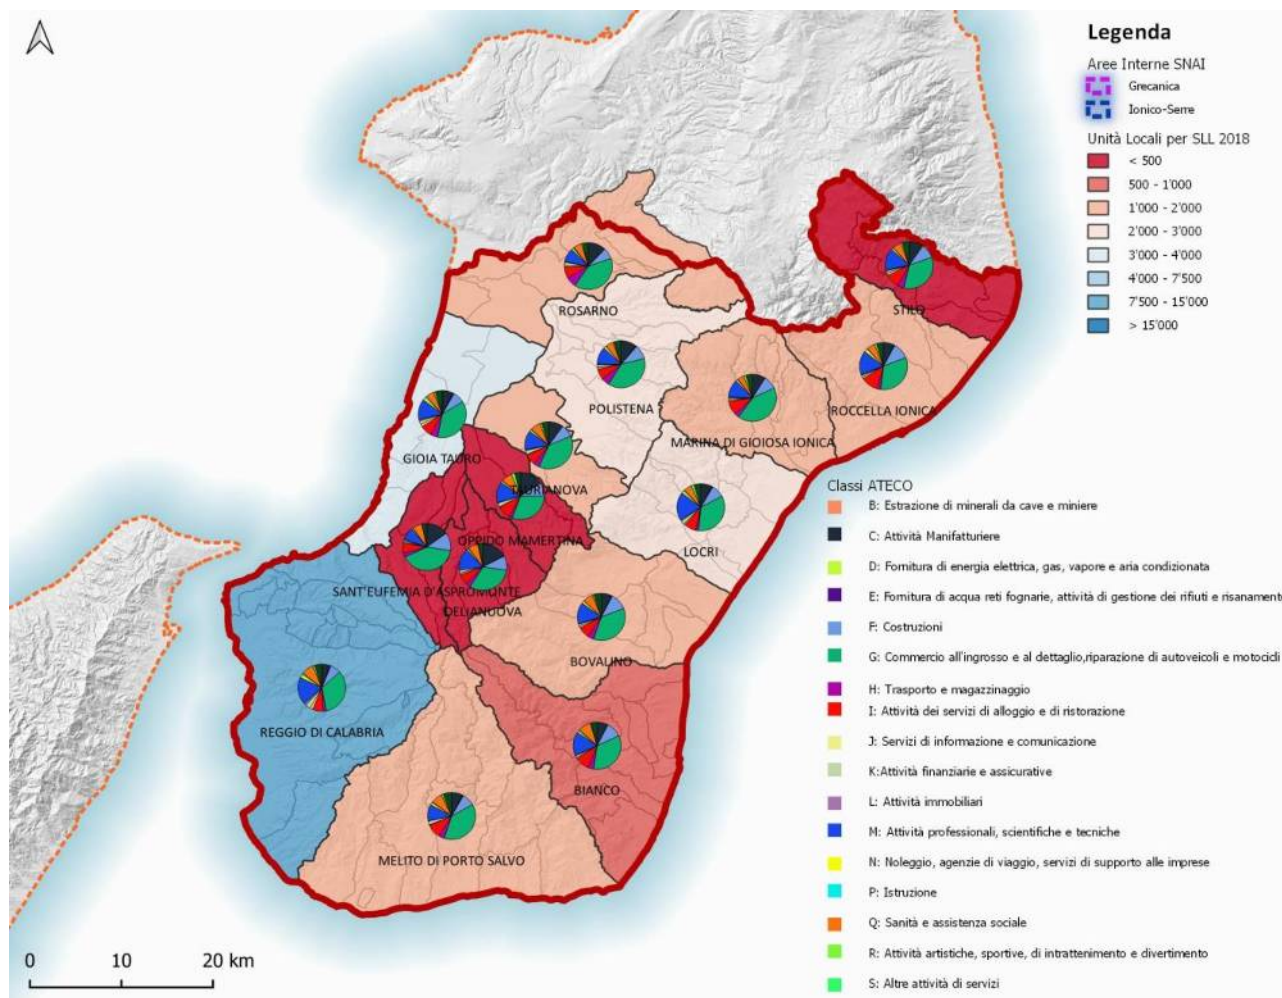 Legenda
Aree Interne SNAI
Grecanica
Ionico-Serre
Unità Locali per SLL 2018
< 500
500 - 1'000
1'000 - 2'000
2'000 - 3'000
3'000 - 4'000
4'000 - 7'500
7'500 - 15'000
> 15'000
ROSARNO
STILO
POLISTENA
ROCCELLA IONICA
MARINA DI GIOIOSA IONICA
GIOIA TAURO
TAURIANOVA
OPPIDO MAMERTINA
LOCRI
SANT'EUFEMIA D'ASPROMONTE
DELIANUOVA
BOVALINO
REGGIO DI CALABRIA
BIANCO
MELITO DI PORTO SALVO
Classi ATECO
B: Estrazione di minerali da cave e miniere
C: Attività Manifatturiere
D: Fornitura di energia elettrica, gas, vapore e aria condizionata
E: Fornitura di acqua reti fognarie, attività di gestione dei rifiuti e risanament
F: Costruzioni
G: Commercio all'ingrosso e al dettaglio,riparazione di autoveicoli e motocicli
H: Trasporto e magazzinaggio
I: Attività dei servizi di alloggio e di ristorazione
J: Servizi di informazione e comunicazione
K:Attività finanziarie e assicurative
L: Attività immobiliari
M: Attività professionali, scientifiche e tecniche
N: Noleggio, agenzie di viaggio, servizi di supporto alle imprese
P: Istruzione
Q: Sanità e assistenza sociale
R: Attività artistiche, sportive, di intrattenimento e divertimento
S: Altre attività di servizi
0 10 20 km